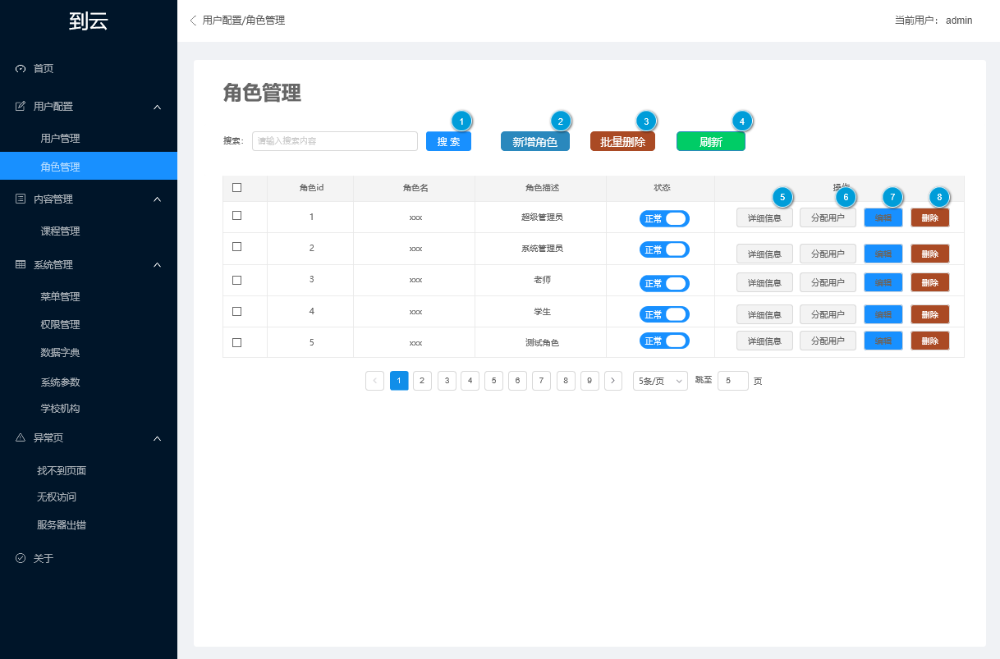 到云
用户配置/角色管理
当前用户： admin
首页
用户配置
用户管理
角色管理
内容管理
课程管理
系统管理
菜单管理
权限管理
数据字典
系统参数
学校机构
异常页
找不到页面
无权访问
服务器出错
关于
角色管理
1 2 3 4
搜索： 请输入搜索内容 搜 索 新增角色 批量删除 刷新
角色id 角色名 角色描述 状态 操作
5 6 7 8
1 xxx 超级管理员 正常 详细信息 分配用户 编辑 删除
2 xxx 系统管理员 正常 详细信息 分配用户 编辑 删除
3 xxx 老师 正常 详细信息 分配用户 编辑 删除
4 xxx 学生 正常 详细信息 分配用户 编辑 删除
5 xxx 测试角色 正常 详细信息 分配用户 编辑 删除
1 2 3 4 5 6 7 8 9 5条/页 跳至 5 页